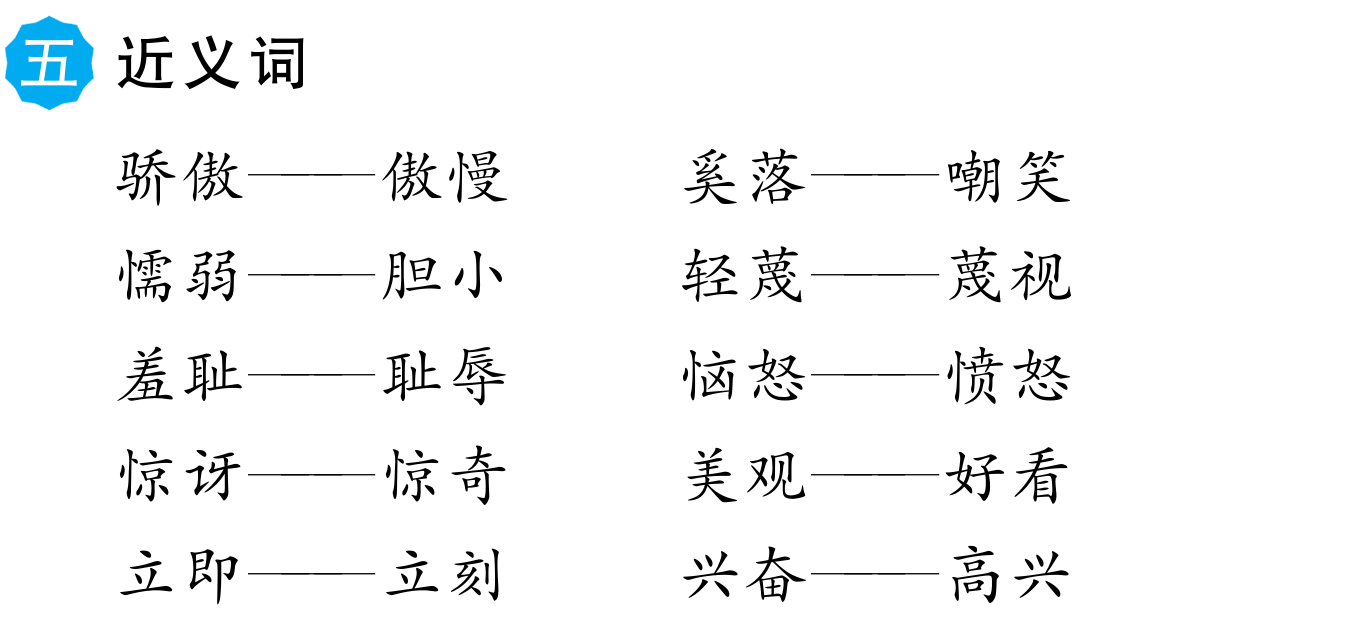 五 近义词
骄傲——傲慢 奚落——嘲笑
懦弱——胆小 轻蔑——蔑视
羞耻——耻辱 恼怒——愤怒
惊讶——惊奇 美观——好看
立即——立刻 兴奋——高兴